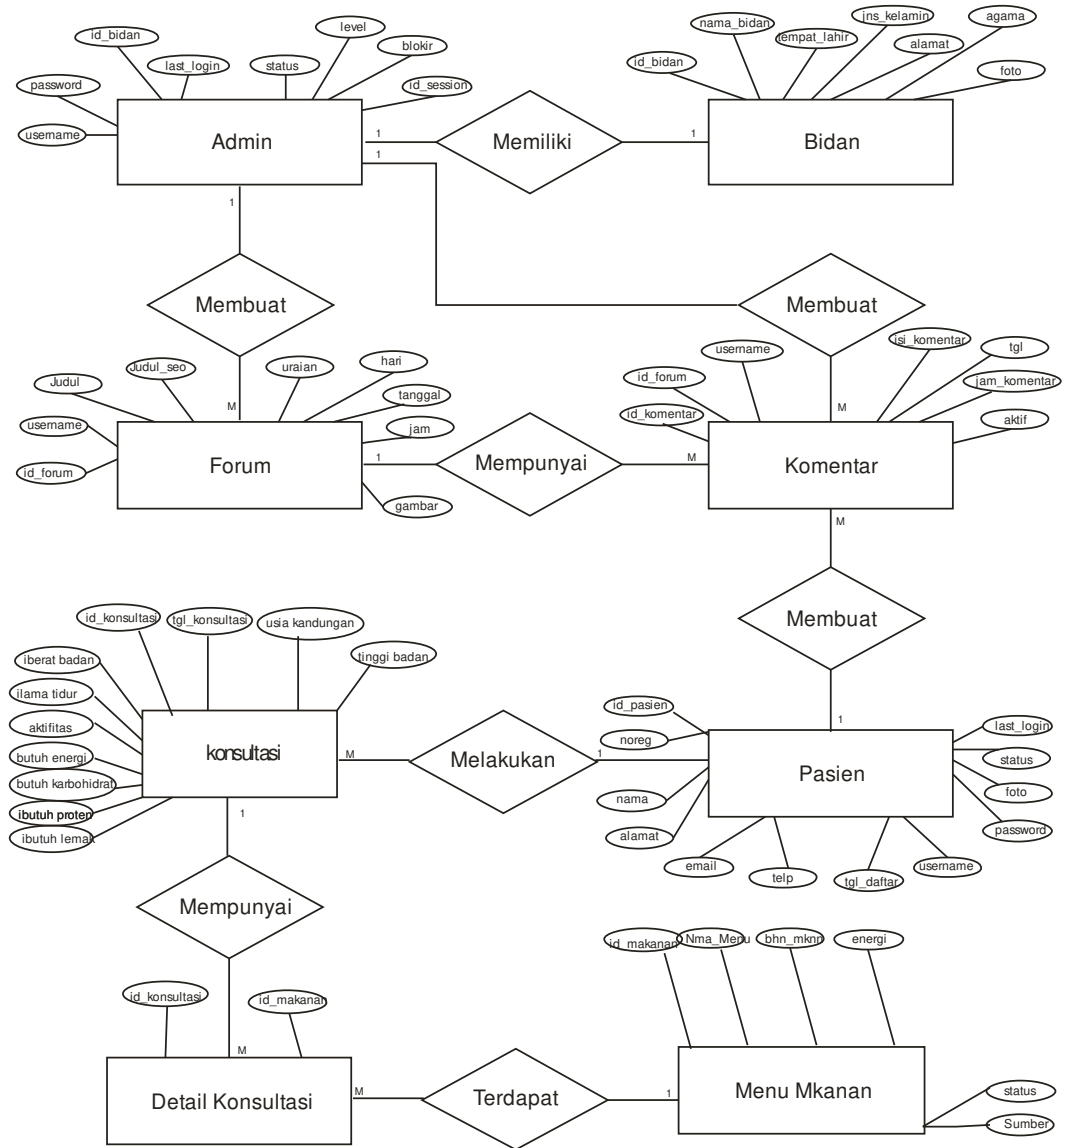 id_bidan
last_login
status
level
blokir
id_session
password
username
Admin
1
1
Memiliki
1
nama_bidan
tempat_lahir
jns_kelamin
agama
alamat
id_bidan
foto
Bidan
1
Membuat
M
Membuat
M
Judul
Judul_seo
uraian
hari
tanggal
jam
username
id_forum
gambar
Forum
1
Mempunyai
M
id_forum
username
isi_komentar
tgl
jam_komentar
id_komentar
aktif
Komentar
M
Membuat
1
id_konsultasi
tgl_konsultasi
usia kandungan
tinggi badan
iberat badan
ilama tidur
aktifitas
butuh energi
butuh karbohidrat
ibutuh proten
ibutuh lemak
konsultasi
M
Melakukan
1
id_pasien
noreg
nama
alamat
email
telp
tgl_daftar
username
last_login
status
foto
password
Pasien
1
Mempunyai
M
id_konsultasi
id_makanan
Detail Konsultasi
M
Terdapat
1
id_makanan
Nma_Menu
bhn_mknn
energi
Menu Mkanan
status
Sumber